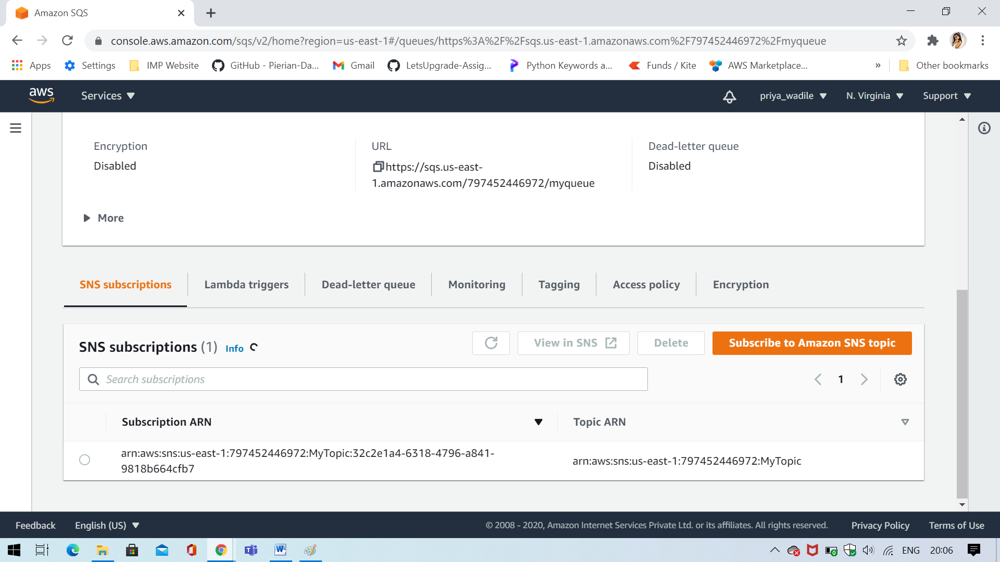 Amazon SQS
console.aws.amazon.com/sqs/v2/home?region=us-east-1#/queues/https%3A%2F%2Fsqs.us-east-1.amazonaws.com%2F797452446972%2Fmyqueue
Apps Settings IMP Website GitHub - Pierian-Da... Gmail LetsUpgrade-Assig... Python Keywords a... Funds / Kite AWS Marketplace... » Other bookmarks
aws Services priya_wadile N. Virginia Support
Encryption URL Dead-letter queue
Disabled https://sqs.us-east- Disabled
1.amazonaws.com/797452446972/myqueue
More
SNS subscriptions Lambda triggers Dead-letter queue Monitoring Tagging Access policy Encryption
SNS subscriptions (1) Info View in SNS Delete Subscribe to Amazon SNS topic
Search subscriptions 1
Subscription ARN Topic ARN
arn:aws:sns:us-east-1:797452446972:MyTopic:32c2e1a4-6318-4796-a841- arn:aws:sns:us-east-1:797452446972:MyTopic
9818b664cfb7
Feedback English (US) © 2008 - 2020, Amazon Internet Services Private Ltd. or its affiliates. All rights reserved. Privacy Policy Terms of Use
ENG 20:06